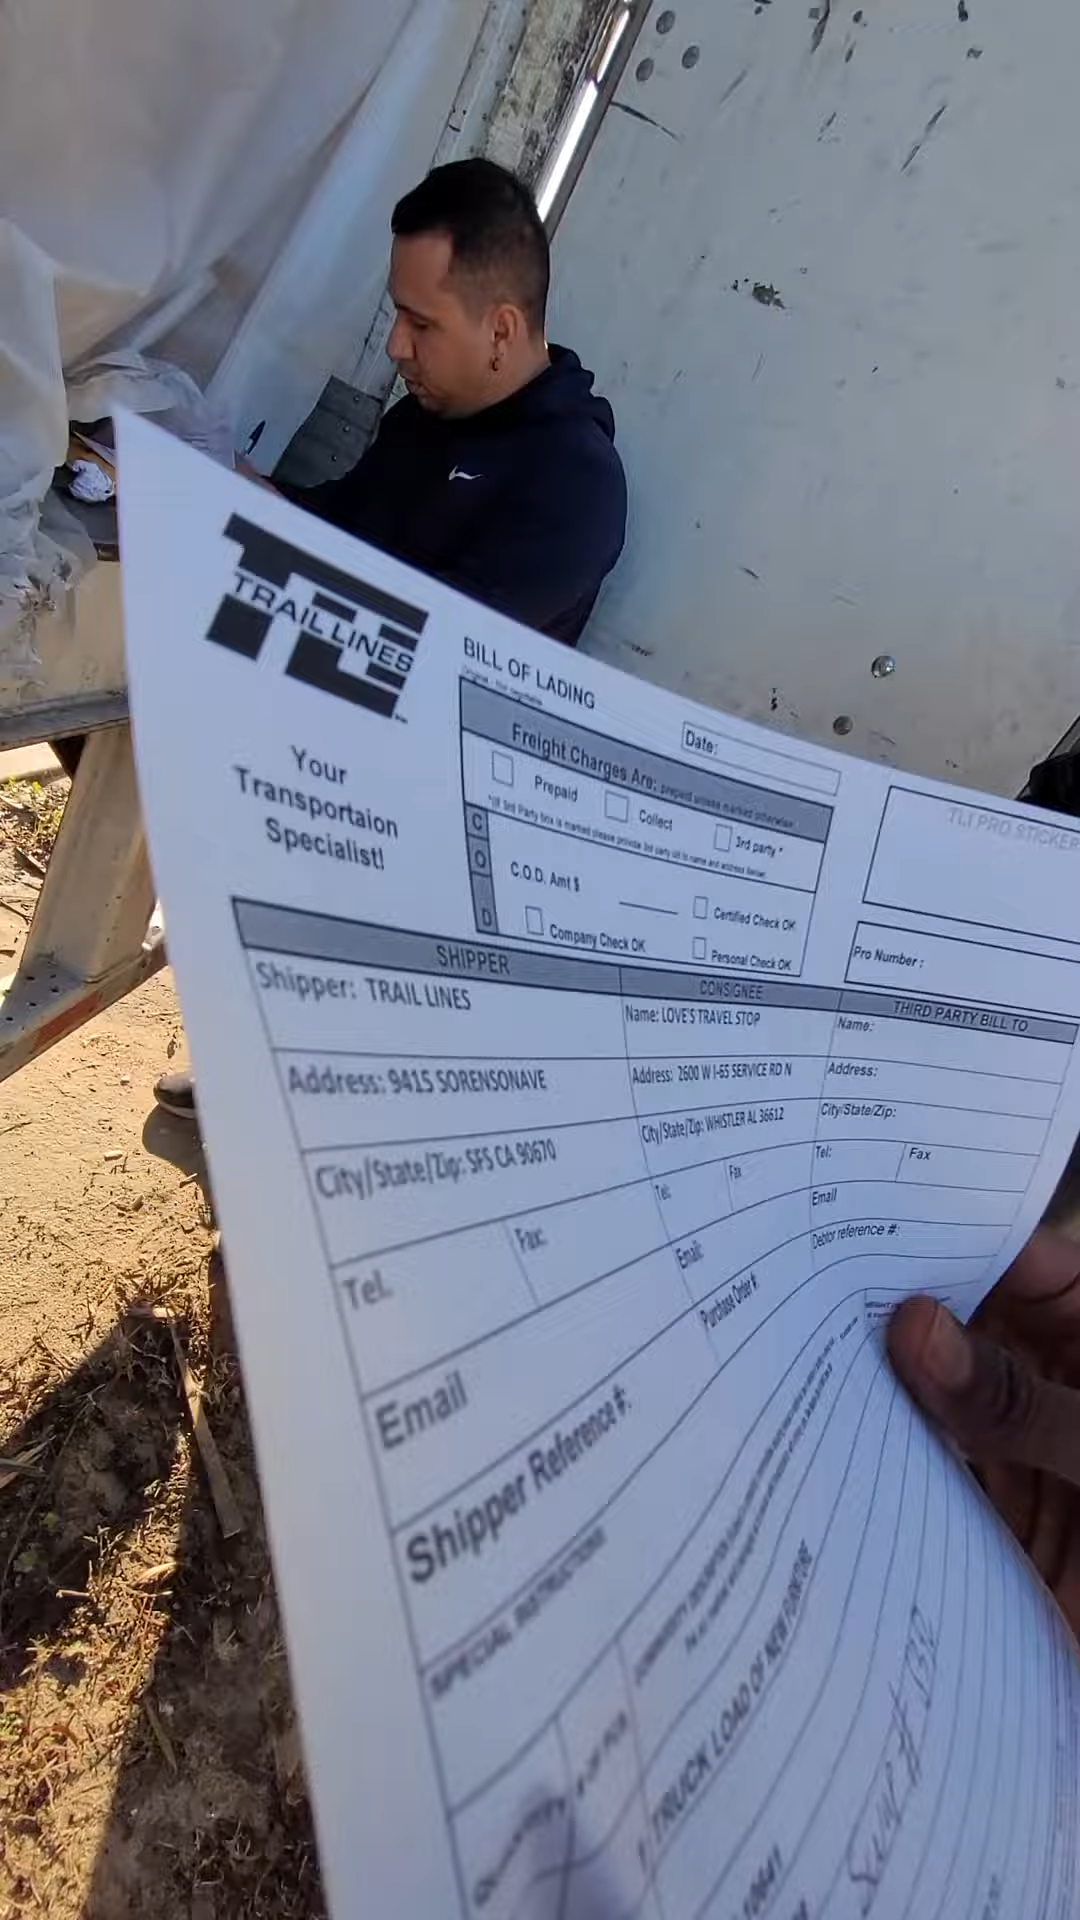 TRAIL LINES
BILL OF LADING
Date:
Your
Transportaion
Specialist!
Freight Charges Are: prepaid unless marked otherwise
Prepaid
Collect
3rd party *
TLI PRO STICKER
C
O
D
C.O.D. Amt $
Certified Check OK
Company Check OK
Personal Check OK
Pro Number :
SHIPPER
CONSIGNEE
THIRD PARTY BILL TO
Shipper: TRAIL LINES
Name: LOVE'S TRAVEL STOP
Name:
Address: 9415 SORENSONAVE
Address: 2600 W I-65 SERVICE RD N
Address:
City/State/Zip: SFS CA 90670
City/State/Zip: WHISTLER AL 36612
City/State/Zip:
Tel.
Fax:
Tel:
Fax
Tel:
Fax
Email
Email:
Email
Shipper Reference #:
Purchase Order #:
Debtor reference #:
SPECIAL INSTRUCTIONS
TRUCK LOAD OF NEW FURNITURE